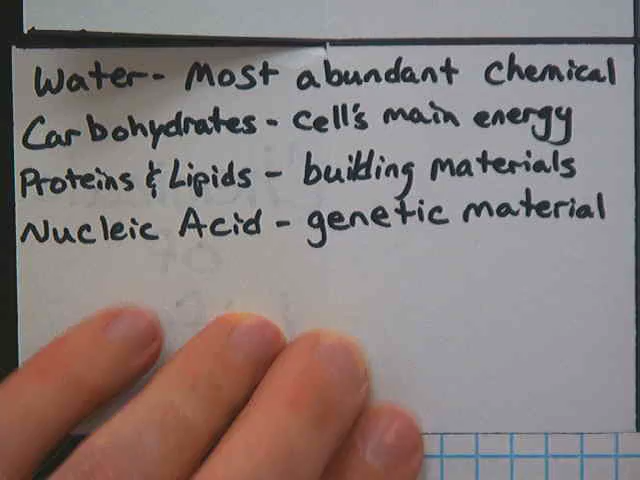 Water- Most abundant chemical
Carbohydrates - cell's main energy
Proteins & Lipids - building materials
Nucleic Acid - genetic material